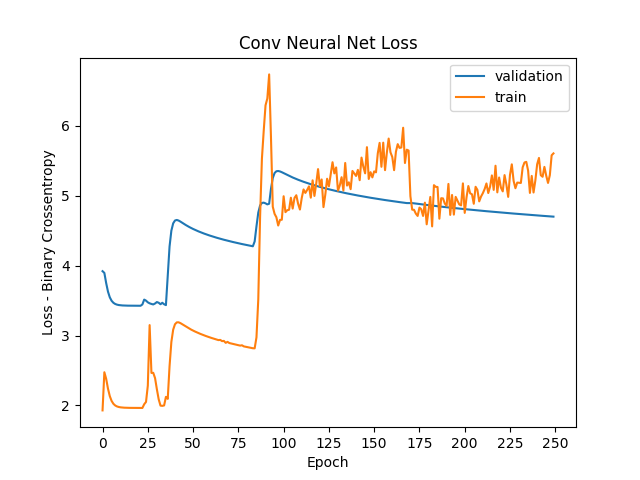 Conv Neural Net Loss
validation
train
Loss - Binary Crossentropy
6
5
4
3
2
0 25 50 75 100 125 150 175 200 225 250
Epoch